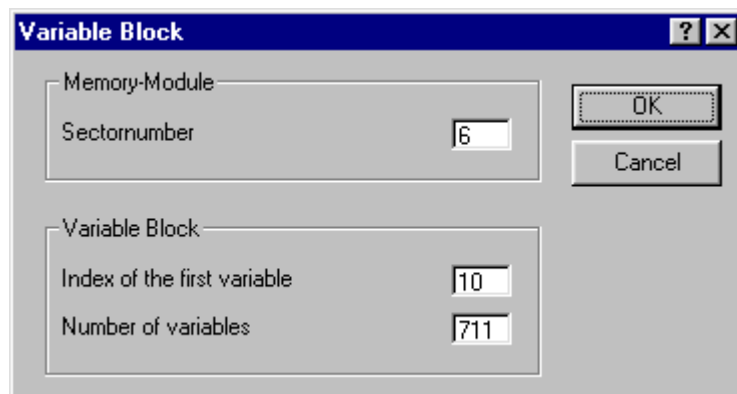 Variable Block
Memory-Module
Sectornumber 6
OK
Cancel
Variable Block
Index of the first variable 10
Number of variables 711